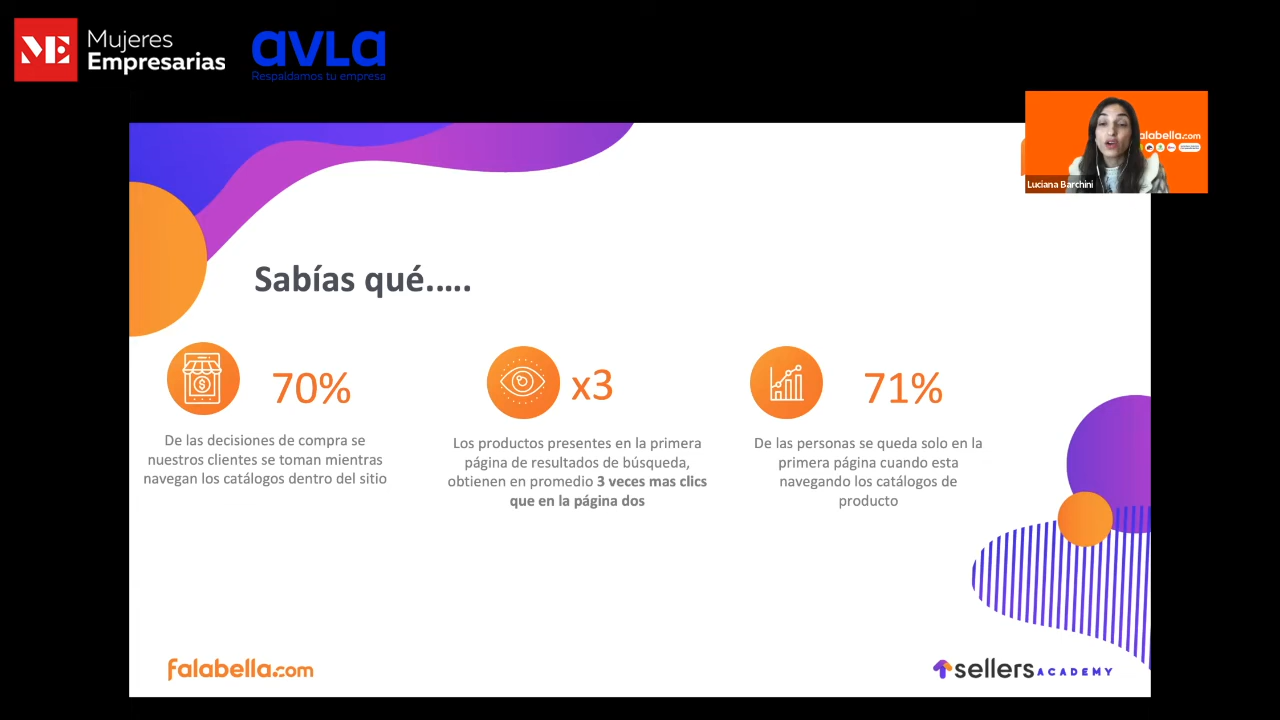 ME Mujeres
Empresarias
avla
Respaldamos tu empresa
falabella.com
Luciana Barchini
Sabías qué.....
70%
De las decisiones de compra se
nuestros clientes se toman mientras
navegan los catálogos dentro del sitio
x3
Los productos presentes en la primera
página de resultados de búsqueda,
obtienen en promedio 3 veces mas clics
que en la página dos
71%
De las personas se queda solo en la
primera página cuando esta
navegando los catálogos de
producto
falabella.com
sellers ACADEMY